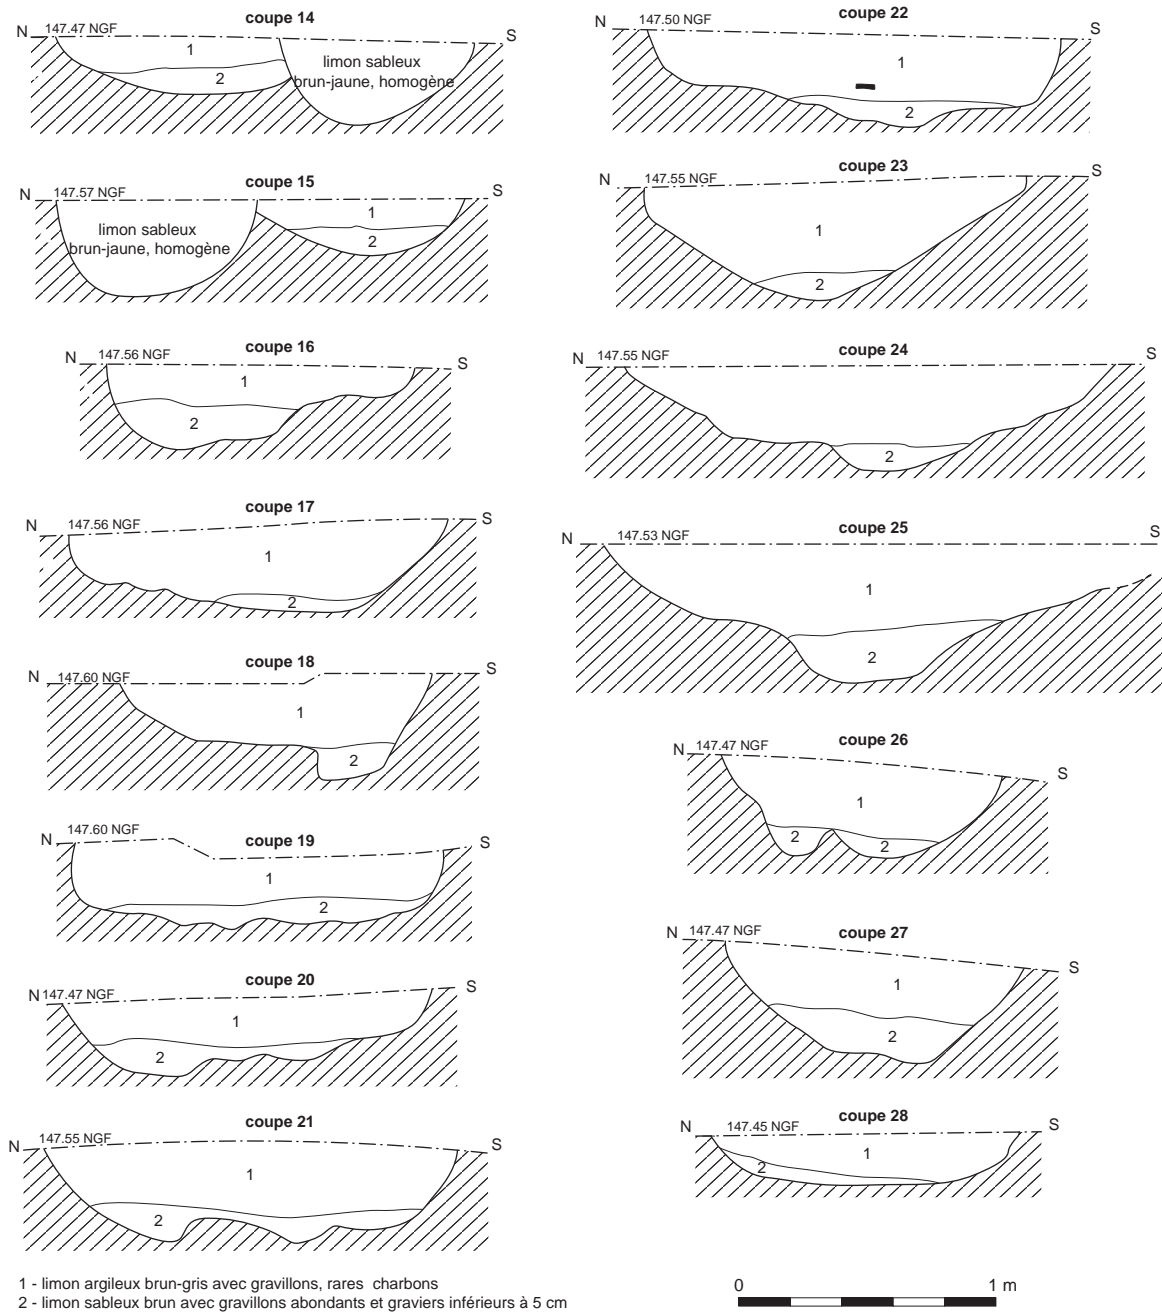 coupe 14
N 147.47 NGF S
1
2
limon sableux
brun-jaune, homogène
coupe 15
N 147.57 NGF S
limon sableux
brun-jaune, homogène
1
2
coupe 16
N 147.56 NGF S
1
2
coupe 17
N 147.56 NGF S
1
2
coupe 18
N 147.60 NGF S
1
2
coupe 19
N 147.60 NGF S
1
2
coupe 20
N 147.47 NGF S
1
2
coupe 21
N 147.55 NGF S
1
2
coupe 22
N 147.50 NGF S
1
2
coupe 23
N 147.55 NGF S
1
2
coupe 24
N 147.55 NGF S
2
coupe 25
N 147.53 NGF S
1
2
coupe 26
N 147.47 NGF S
1
2 2
coupe 27
N 147.47 NGF S
1
2
coupe 28
N 147.45 NGF S
1
2
1 - limon argileux brun-gris avec gravillons, rares charbons
2 - limon sableux brun avec gravillons abondants et graviers inférieurs à 5 cm
0 1 m